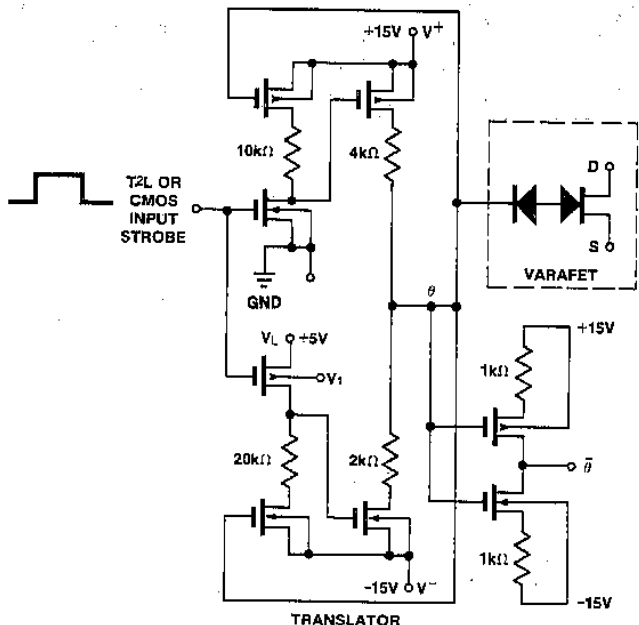 +15V V+
10kΩ
4kΩ
T2L OR
CMOS
INPUT
STROBE
D
S
VARAFET
GND
θ
VL +5V
V1
+15V
1kΩ
θ̄
20kΩ
2kΩ
1kΩ
-15V V-
-15V
TRANSLATOR